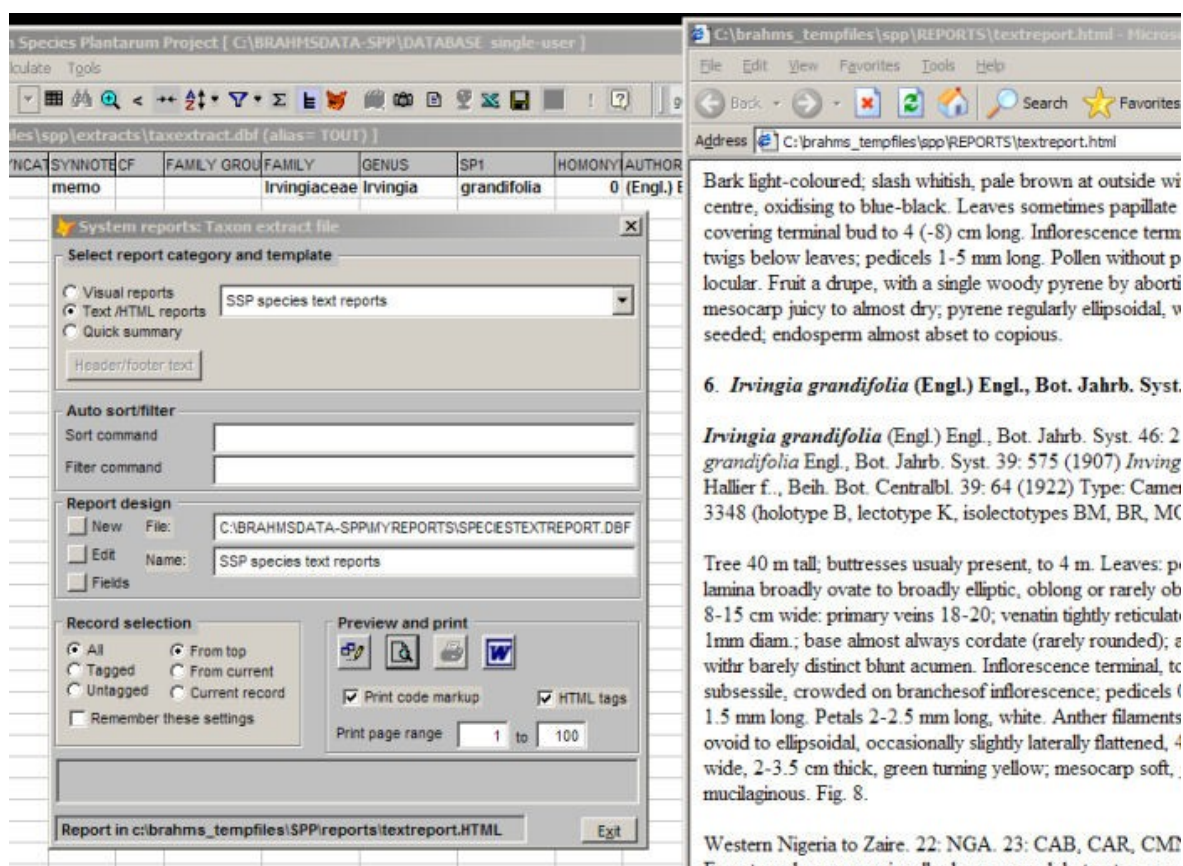 n Species Plantarum Project [ C:\BRAHMSDATA-SPP\DATABASE single-user ]
culate Tools
les\spp\extracts\taxextract.dbf (alias= TOUT) ]
YNCAT SYNNOTE CF FAMILY GROU FAMILY GENUS SP1 HOMONY AUTHOR
memo Irvingiaceae Irvingia grandifolia 0 (Engl.) E
System reports: Taxon extract file
Select report category and template
Visual reports
Text /HTML reports
Quick summary
SSP species text reports
Header/footer text
Auto sort/filter
Sort command
Filter command
Report design
New File: C:\BRAHMSDATA-SPP\MYREPORTS\SPECIESTEXTREPORT.DBF
Edit Name: SSP species text reports
Fields
Record selection
All From top
Tagged From current
Untagged Current record
Remember these settings
Preview and print
Print code markup HTML tags
Print page range 1 to 100
Report in c:\brahms_tempfiles\SPP\reports\textreport.HTML Exit
C:\brahms_tempfiles\spp\REPORTS\textreport.html - Microso
File Edit View Favorites Tools Help
Back Search Favorites
Address C:\brahms_tempfiles\spp\REPORTS\textreport.html
Bark light-coloured; slash whitish, pale brown at outside wi
centre, oxidising to blue-black. Leaves sometimes papillate
covering terminal bud to 4 (-8) cm long. Inflorescence term
twigs below leaves; pedicels 1-5 mm long. Pollen without p
locular. Fruit a drupe, with a single woody pyrene by aborti
mesocarp juicy to almost dry; pyrene regularly ellipsoidal, w
seeded; endosperm almost abset to copious.
6. Irvingia grandifolia (Engl.) Engl., Bot. Jahrb. Syst.
Irvingia grandifolia (Engl.) Engl., Bot. Jahrb. Syst. 46: 2
grandifolia Engl., Bot. Jahrb. Syst. 39: 575 (1907) Inving
Hallier f.., Beih. Bot. Centralbl. 39: 64 (1922) Type: Camer
3348 (holotype B, lectotype K, isolectotypes BM, BR, MO
Tree 40 m tall; buttresses usualy present, to 4 m. Leaves: pe
lamina broadly ovate to broadly elliptic, oblong or rarely ob
8-15 cm wide: primary veins 18-20; venatin tightly reticulate
1mm diam.; base almost always cordate (rarely rounded); a
withr barely distinct blunt acumen. Inflorescence terminal, to
subsessile, crowded on branchesof inflorescence; pedicels 0
1.5 mm long. Petals 2-2.5 mm long, white. Anther filaments
ovoid to ellipsoidal, occasionally slightly laterally flattened, 4
wide, 2-3.5 cm thick, green turning yellow; mesocarp soft,
mucilaginous. Fig. 8.
Western Nigeria to Zaire. 22: NGA. 23: CAB, CAR, CMN